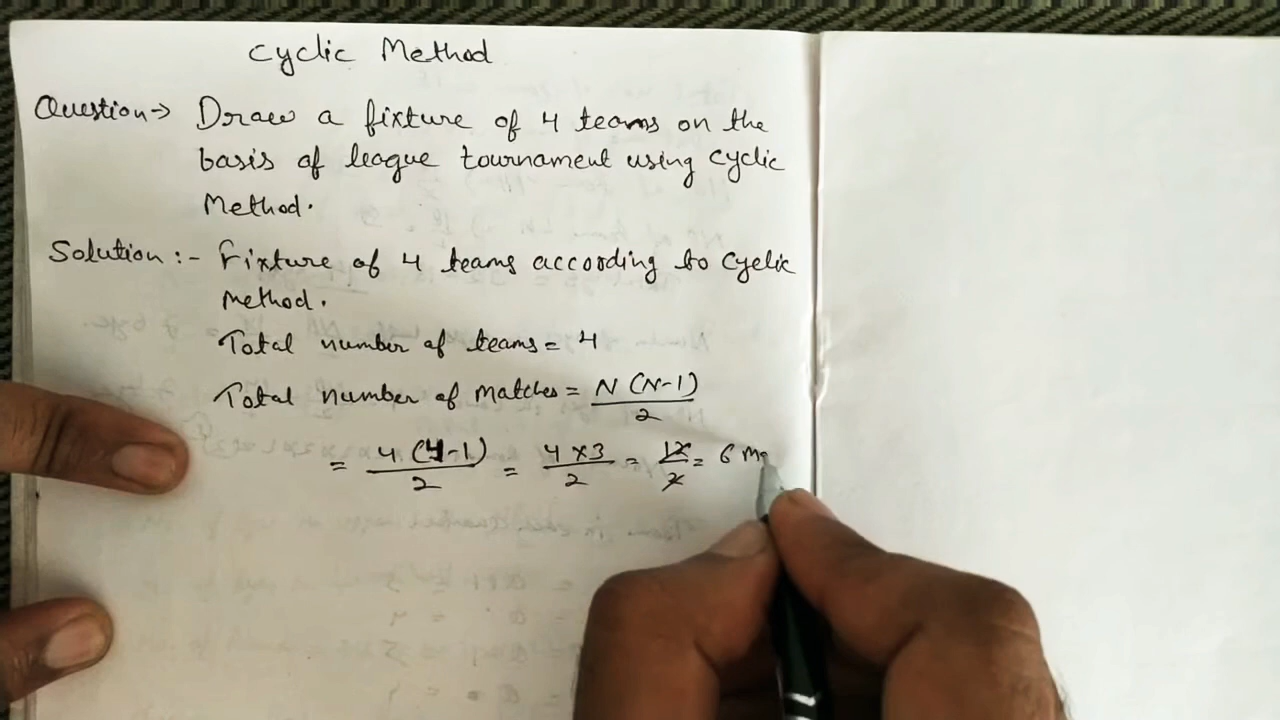 Cyclic Method
Question→ Draw a fixture of 4 teams on the
basis of league tournament using cyclic
Method.
Solution:- Fixture of 4 teams according to cyclic
method.
Total number of teams = 4
Total number of matches = N (N-1) / 2
= 4 (4-1) / 2 = 4 x 3 / 2 = 12 / 2 = 6 Ma